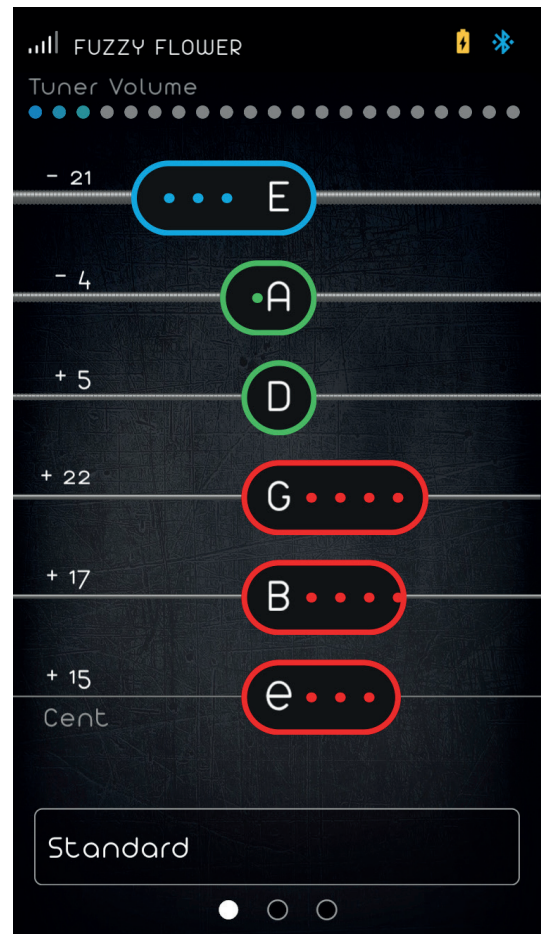 FUZZY FLOWER
Tuner Volume
- 21
E
- 4
A
+ 5
D
+ 22
G
+ 17
B
+ 15
e
Cent
Standard